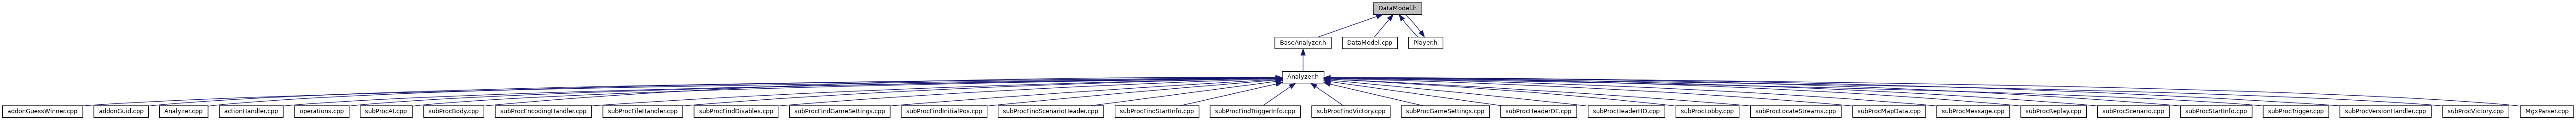 DataModel.h
BaseAnalyzer.h
DataModel.cpp
Player.h
Analyzer.h
addonGuessWinner.cpp
addonGuid.cpp
Analyzer.cpp
actionHandler.cpp
operations.cpp
subProcAI.cpp
subProcBody.cpp
subProcEncodingHandler.cpp
subProcFileHandler.cpp
subProcFindDisables.cpp
subProcFindGameSettings.cpp
subProcFindInitialPos.cpp
subProcFindScenarioHeader.cpp
subProcFindStartInfo.cpp
subProcFindTriggerInfo.cpp
subProcFindVictory.cpp
subProcGameSettings.cpp
subProcHeaderDE.cpp
subProcHeaderHD.cpp
subProcLobby.cpp
subProcLocateStreams.cpp
subProcMapData.cpp
subProcMessage.cpp
subProcReplay.cpp
subProcScenario.cpp
subProcStartInfo.cpp
subProcTrigger.cpp
subProcVersionHandler.cpp
subProcVictory.cpp
MgxParser.cpp